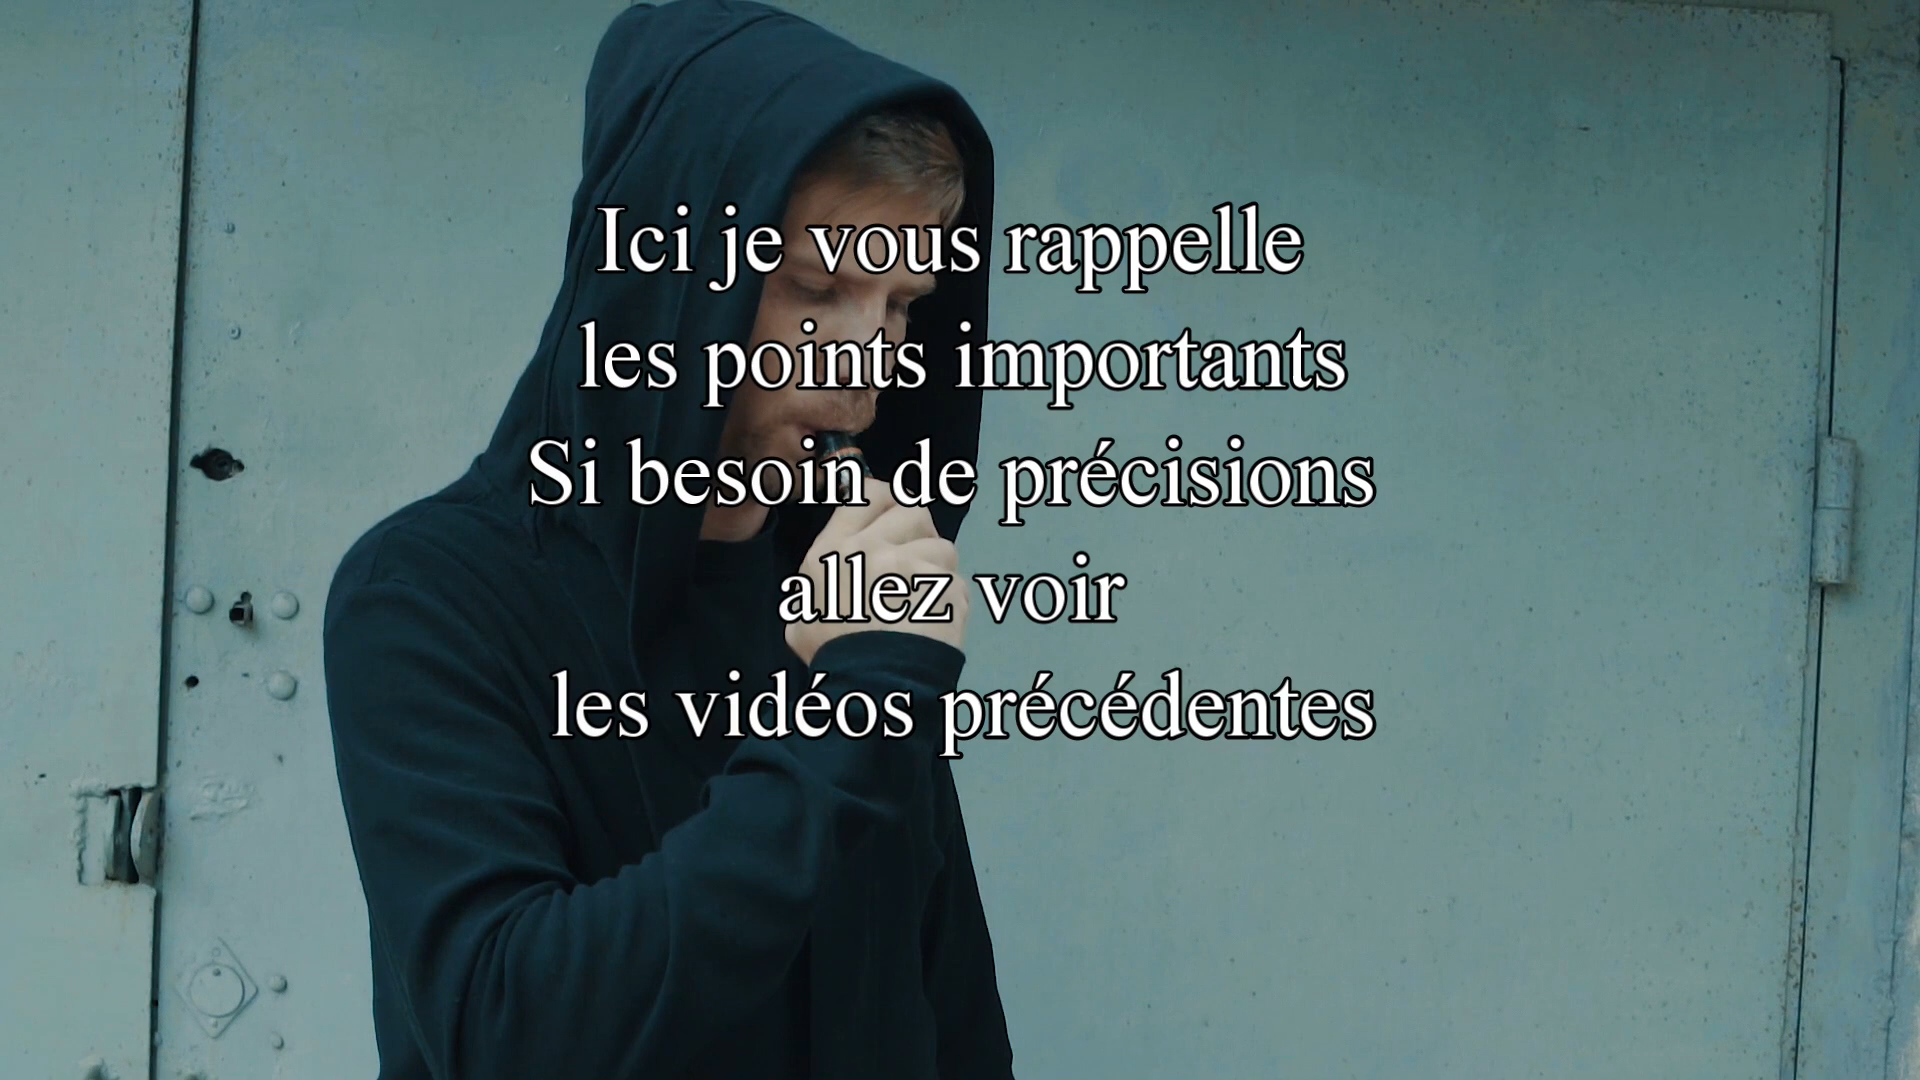 Ici je vous rappelle
les points importants
Si besoin de précisions
allez voir
les vidéos précédentes